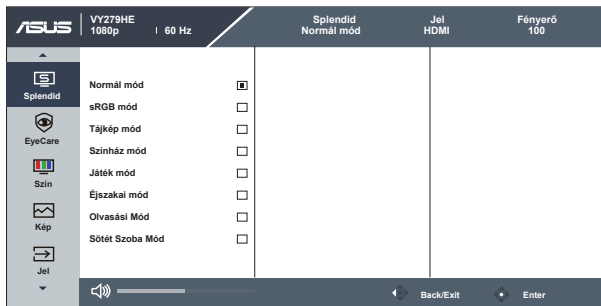 ASUS
VY279HE
1080p | 60 Hz
Splendid
Normál mód
Jel
HDMI
Fényerő
100
Splendid
EyeCare
Szín
Kép
Jel
Normál mód
sRGB mód
Tájkép mód
Színház mód
Játék mód
Éjszakai mód
Olvasási Mód
Sötét Szoba Mód
Back/Exit
Enter